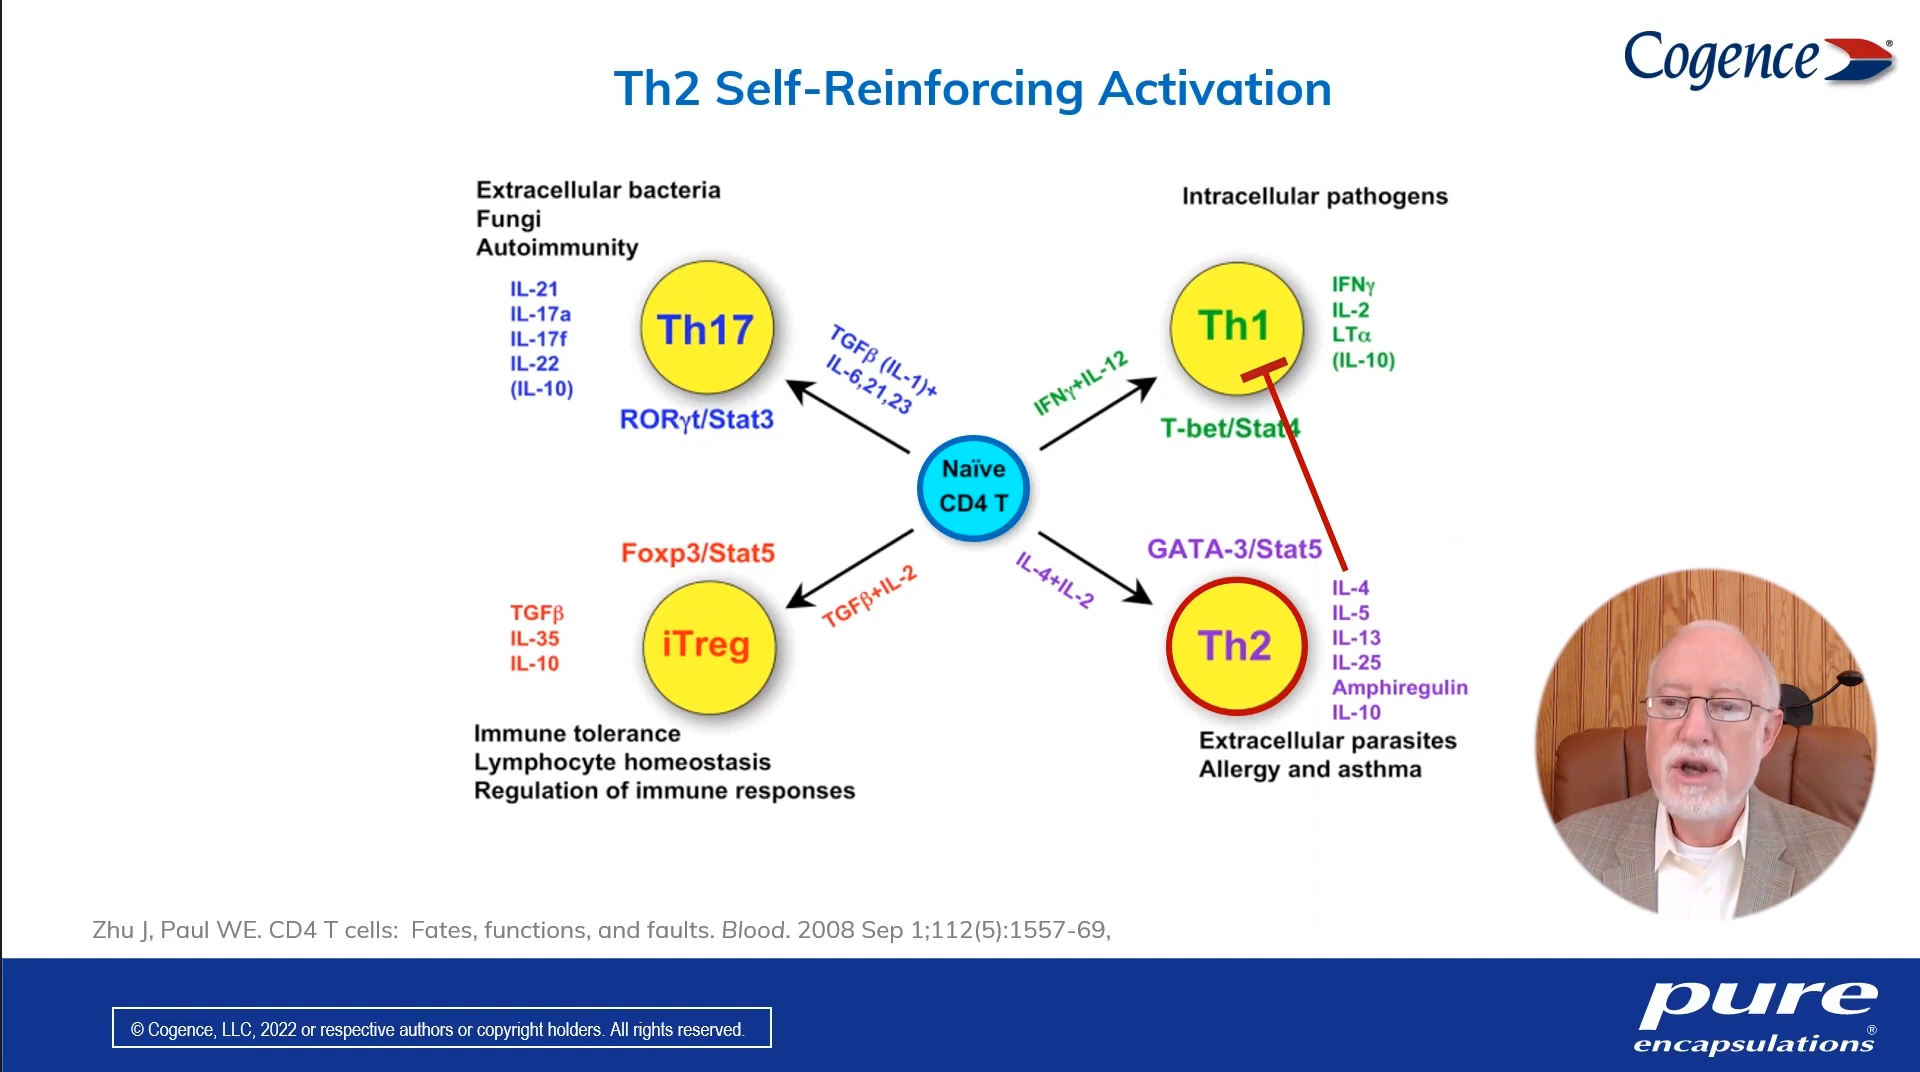 Cogence®
Th2 Self-Reinforcing Activation
Extracellular bacteria
Fungi
Autoimmunity
IL-21
IL-17a
IL-17f
IL-22
(IL-10)
Th17
RORγt/Stat3
TGFβ (IL-1)+
IL-6,21,23
Intracellular pathogens
IFNγ+IL-12
Th1
T-bet/Stat4
IFNγ
IL-2
LTα
(IL-10)
Naïve
CD4 T
Foxp3/Stat5
TGFβ
IL-35
IL-10
iTreg
TGFβ+IL-2
Immune tolerance
Lymphocyte homeostasis
Regulation of immune responses
IL-4+IL-2
GATA-3/Stat5
Th2
IL-4
IL-5
IL-13
IL-25
Amphiregulin
IL-10
Extracellular parasites
Allergy and asthma
Zhu J, Paul WE. CD4 T cells: Fates, functions, and faults. Blood. 2008 Sep 1;112(5):1557-69,
© Cogence, LLC, 2022 or respective authors or copyright holders. All rights reserved.
pure
encapsulations®